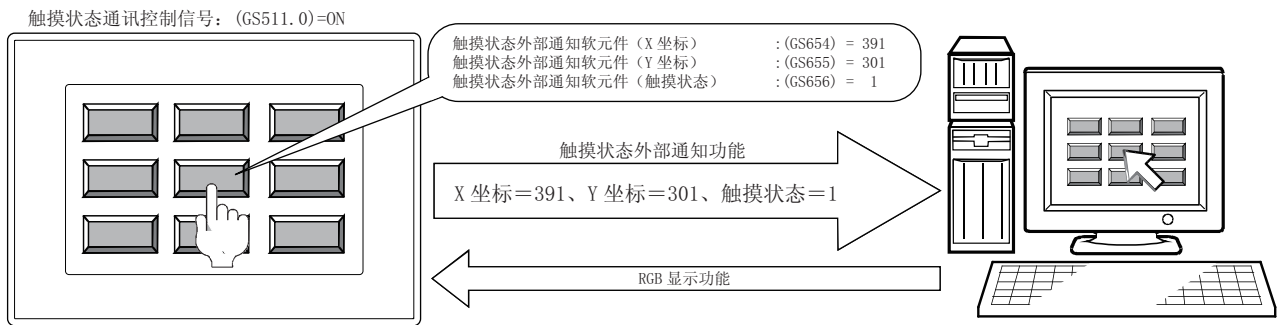 触摸状态通讯控制信号：(GS511.0)=ON
触摸状态外部通知软元件（X 坐标） :(GS654) = 391
触摸状态外部通知软元件（Y 坐标） :(GS655) = 301
触摸状态外部通知软元件（触摸状态） :(GS656) = 1
触摸状态外部通知功能
X 坐标＝391、Y 坐标＝301、触摸状态＝1
RGB 显示功能